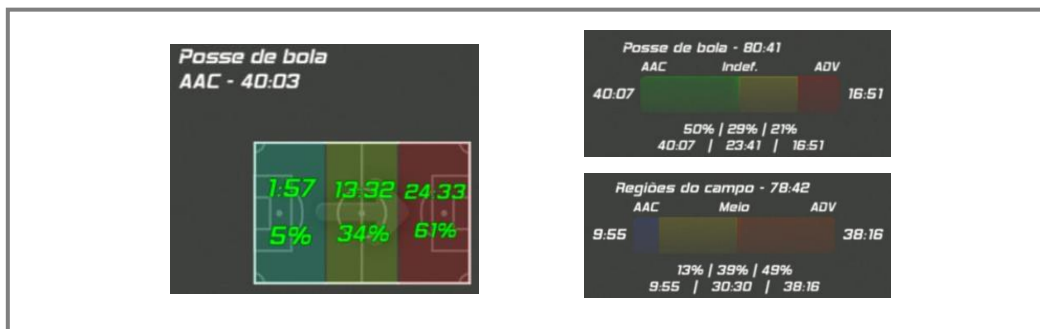 Posse de bola
AAC - 40:03
1:57 13:32 24:33
5% 34% 61%
Posse de bola - 80:41
AAC Indef. ADV
40:07 16:51
50% | 29% | 21%
40:07 | 23:41 | 16:51
Regiões do campo - 78:42
AAC Meio ADV
9:55 38:16
13% | 39% | 49%
9:55 | 30:30 | 38:16